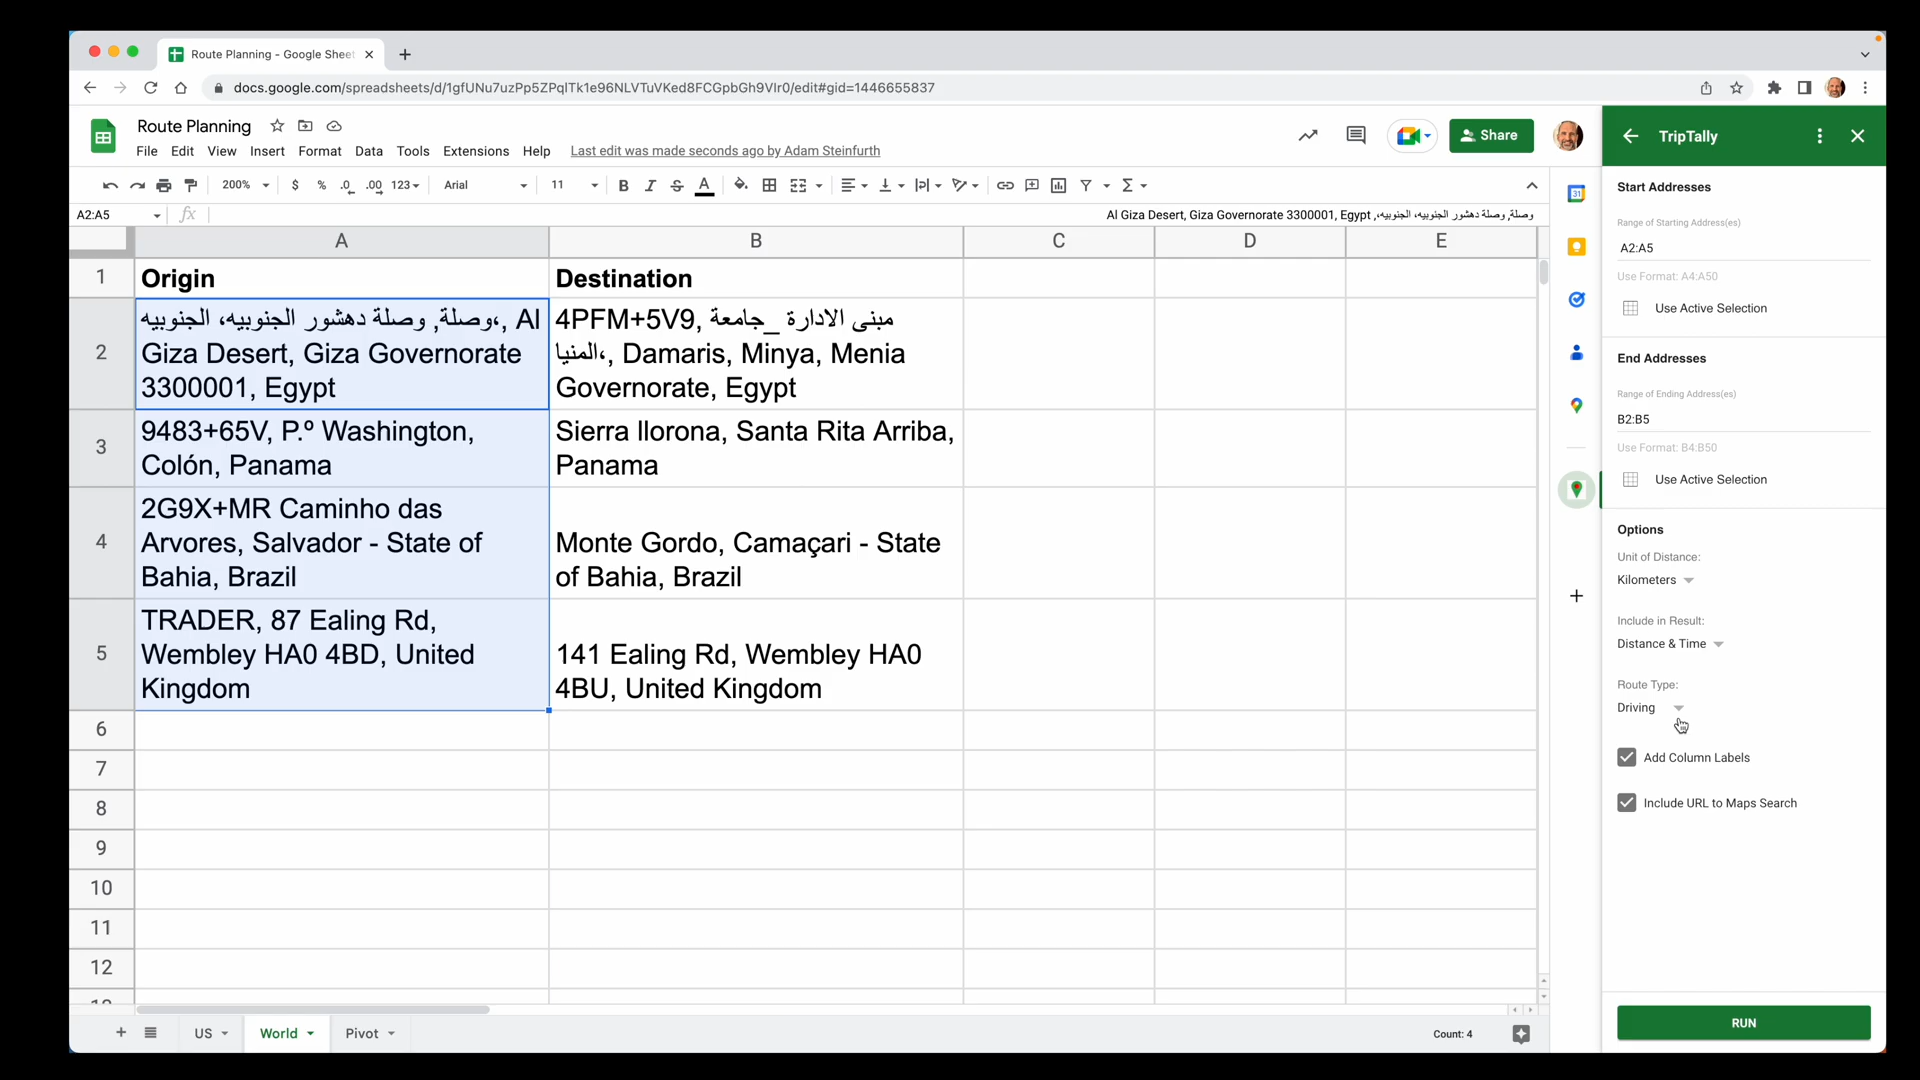 Route Planning - Google Sheet
docs.google.com/spreadsheets/d/1gfUNu7uzPp5ZPqITk1e96NLVTuVKed8FCGpbGh9VIr0/edit#gid=1446655837
Route Planning
File Edit View Insert Format Data Tools Extensions Help Last edit was made seconds ago by Adam Steinfurth
Share
200% $ % .0 .00 123 Arial 11 B I S A
A2:A5
fx
وصلة, وصلة دهشور الجنوبيه، الجنوبيه،, Al Giza Desert, Giza Governorate 3300001, Egypt
A B C D E
1 Origin Destination
2
وصلة, وصلة دهشور الجنوبيه، الجنوبيه،, Al
Giza Desert, Giza Governorate
3300001, Egypt
4PFM+5V9, مبنى الادارة _جامعة
المنيا،, Damaris, Minya, Menia
Governorate, Egypt
3
9483+65V, P.º Washington,
Colón, Panama
Sierra llorona, Santa Rita Arriba,
Panama
4
2G9X+MR Caminho das
Arvores, Salvador - State of
Bahia, Brazil
Monte Gordo, Camaçari - State
of Bahia, Brazil
5
TRADER, 87 Ealing Rd,
Wembley HA0 4BD, United
Kingdom
141 Ealing Rd, Wembley HA0
4BU, United Kingdom
6
7
8
9
10
11
12
US World Pivot
Count: 4
31
TripTally
Start Addresses
Range of Starting Address(es)
A2:A5
Use Format: A4:A50
Use Active Selection
End Addresses
Range of Ending Address(es)
B2:B5
Use Format: B4:B50
Use Active Selection
Options
Unit of Distance:
Kilometers
Include in Result:
Distance & Time
Route Type:
Driving
Add Column Labels
Include URL to Maps Search
RUN